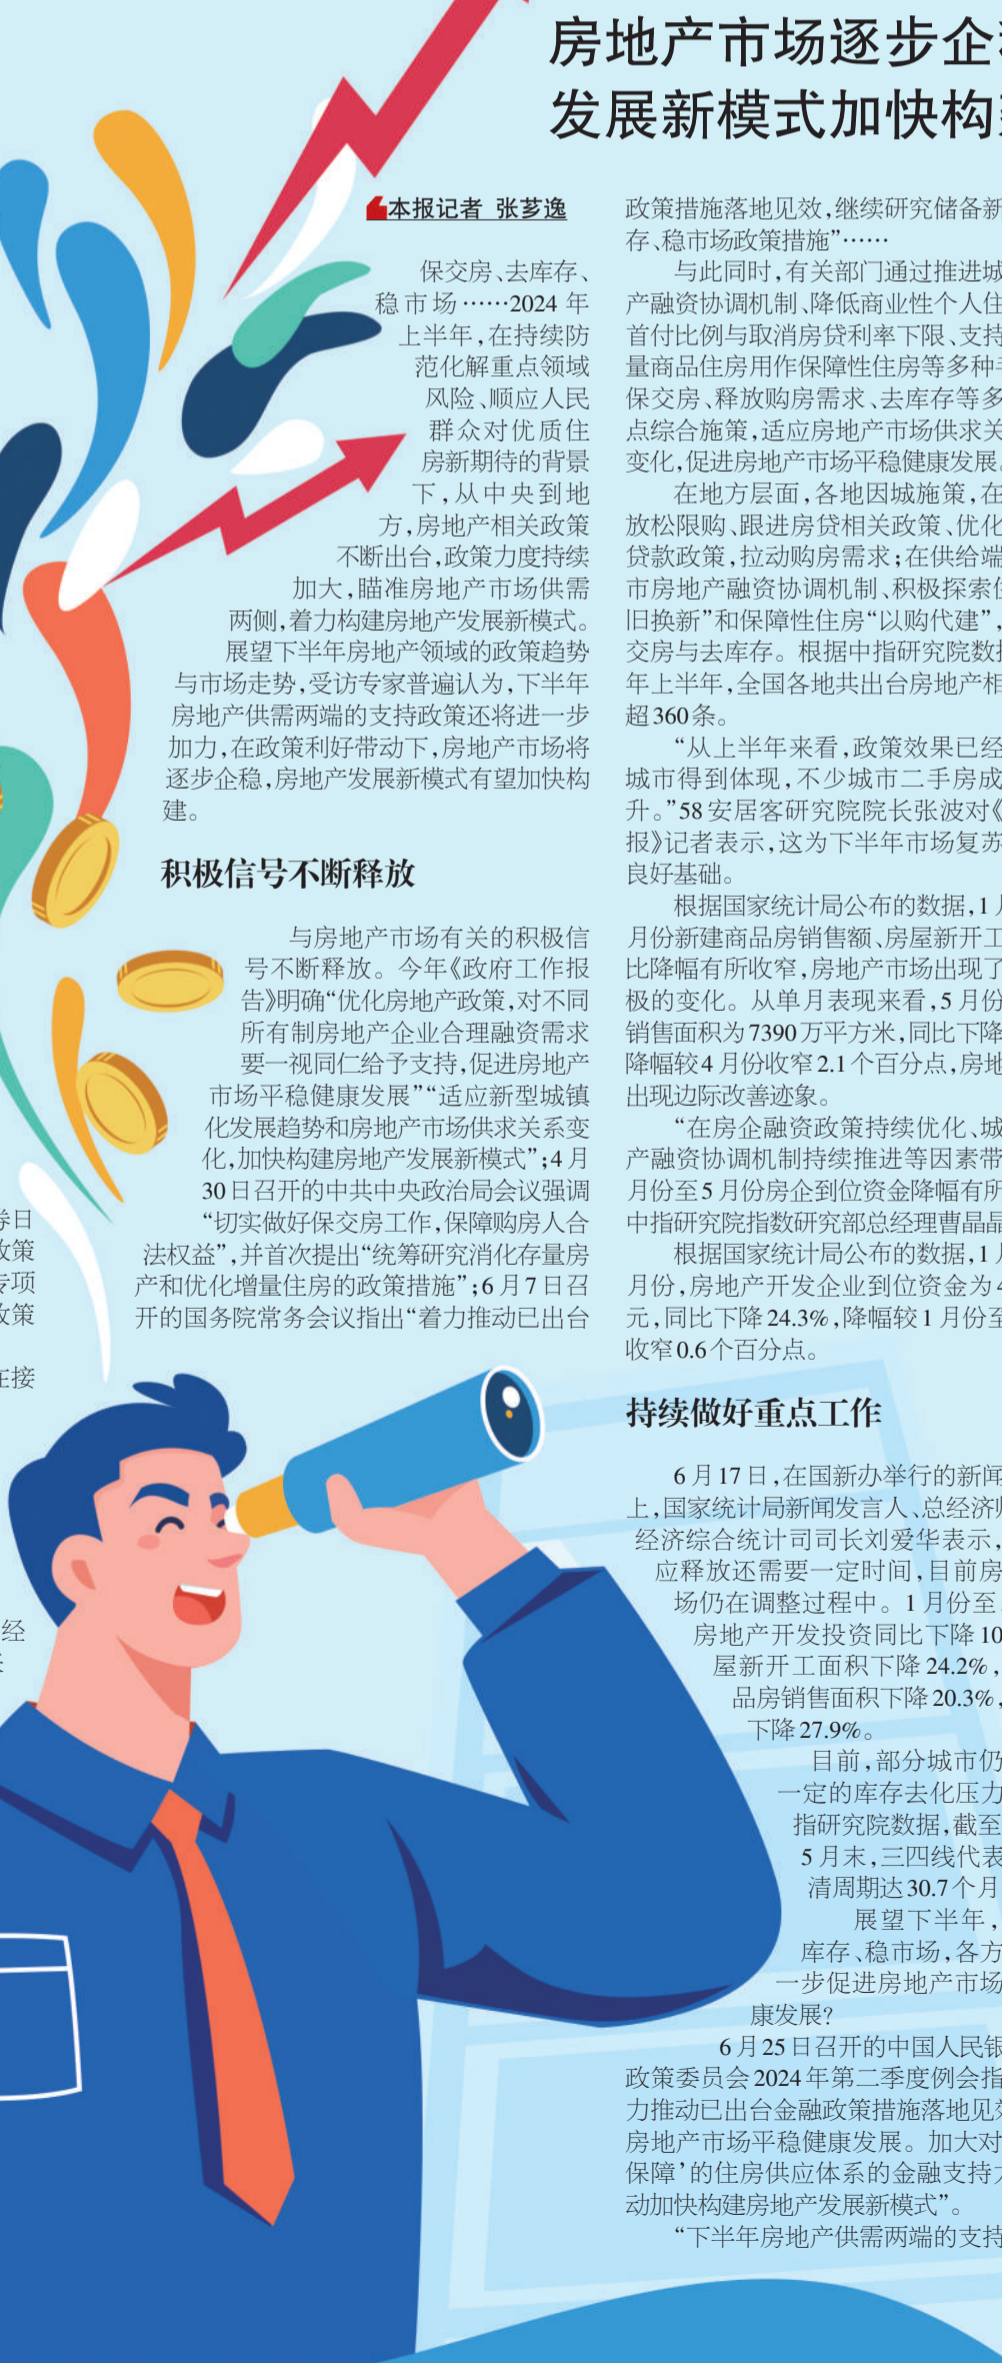 房地产市场逐步企稳
发展新模式加快构建
本报记者 张芗逸
保交房、去库存、
稳市场……2024年
上半年,在持续防
范化解重点领域
风险、顺应人民
群众对优质住
房新期待的背景
下,从中央到地
方,房地产相关政策
不断出台,政策力度持续
加大,瞄准房地产市场供需
两侧,着力构建房地产发展新模式。
展望下半年房地产领域的政策趋势
与市场走势,受访专家普遍认为,下半年
房地产供需两端的支持政策还将进一步
加力,在政策利好带动下,房地产市场将
逐步企稳,房地产发展新模式有望加快构
建。
积极信号不断释放
与房地产市场有关的积极信
号不断释放。今年《政府工作报
告》明确“优化房地产政策,对不同
所有制房地产企业合理融资需求
要一视同仁给予支持,促进房地产
市场平稳健康发展”“适应新型城镇
化发展趋势和房地产市场供求关系变
化,加快构建房地产发展新模式”;4月
30日召开的中共中央政治局会议强调
“切实做好保交房工作,保障购房人合
法权益”,并首次提出“统筹研究消化存量房
产和优化增量住房的政策措施”;6月7日召
开的国务院常务会议指出“着力推动已出台
政策措施落地见效,继续研究储备新
存、稳市场政策措施”……
与此同时,有关部门通过推进城
产融资协调机制、降低商业性个人住
首付比例与取消房贷利率下限、支持
量商品住房用作保障性住房等多种
保交房、释放购房需求、去库存等多
点综合施策,适应房地产市场供求关
变化,促进房地产市场平稳健康发展。
在地方层面,各地因城施策,在
放松限购、跟进房贷相关政策、优化
贷款政策,拉动购房需求;在供给端
市房地产融资协调机制、积极探索住
旧换新”和保障性住房“以购代建”,
交房与去库存。根据中指研究院数据
年上半年,全国各地共出台房地产相
超360条。
“从上半年来看,政策效果已经
城市得到体现,不少城市二手房成
升。”58安居客研究院院长张波对《
报》记者表示,这为下半年市场复苏
良好基础。
根据国家统计局公布的数据,1月
月份新建商品房销售额、房屋新开工
比降幅有所收窄,房地产市场出现了
极的变化。从单月表现来看,5月份
销售面积为7390万平方米,同比下降
降幅较4月份收窄2.1个百分点,房地
出现边际改善迹象。
“在房企融资政策持续优化、城
产融资协调机制持续推进等因素带
月份至5月份房企到位资金降幅有所
中指研究院指数研究部总经理曹晶晶
根据国家统计局公布的数据,1月
月份,房地产开发企业到位资金为4
元,同比下降24.3%,降幅较1月份至
收窄0.6个百分点。
持续做好重点工作
6月17日,在国新办举行的新闻
上,国家统计局新闻发言人、总经济师
经济综合统计司司长刘爱华表示,
应释放还需要一定时间,目前房
场仍在调整过程中。1月份至
房地产开发投资同比下降10
屋新开工面积下降24.2%,
品房销售面积下降20.3%,
下降27.9%。
目前,部分城市仍
一定的库存去化压力
指研究院数据,截至
5月末,三四线代表
清周期达30.7个月
展望下半年,
库存、稳市场,各方
一步促进房地产市场
康发展?
6月25日召开的中国人民银
政策委员会2024年第二季度例会指
力推动已出台金融政策措施落地见效
房地产市场平稳健康发展。加大对
保障’的住房供应体系的金融支持力
动加快构建房地产发展新模式”。
“下半年房地产供需两端的支持
券日
政策
专项
政策
在接
经